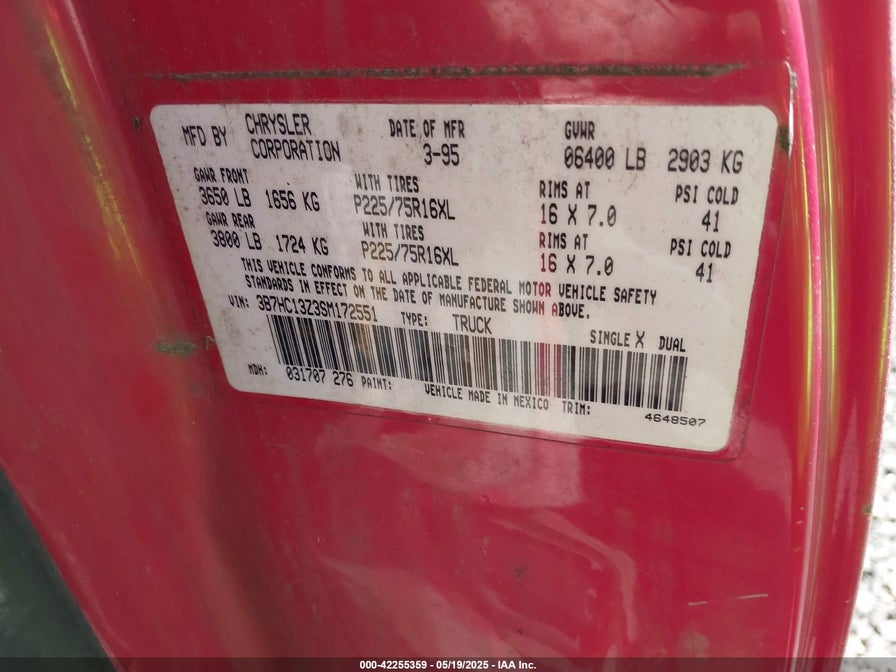 MFD BY CHRYSLER CORPORATION DATE OF MFR 3-95 GVWR 06400 LB 2903 KG
GAWR FRONT WITH TIRES RIMS AT PSI COLD
3650 LB 1656 KG P225/75R16XL 16 X 7.0 41
GAWR REAR WITH TIRES RIMS AT PSI COLD
3800 LB 1724 KG P225/75R16XL 16 X 7.0 41
THIS VEHICLE CONFORMS TO ALL APPLICABLE FEDERAL MOTOR VEHICLE SAFETY
STANDARDS IN EFFECT ON THE DATE OF MANUFACTURE SHOWN ABOVE.
VIN: 3B7HC13Z3SM172551 TYPE: TRUCK SINGLE X DUAL
MDH: 031707 276 PAINT: VEHICLE MADE IN MEXICO TRIM:
4648507
000-42255359 - 05/19/2025 - IAA Inc.